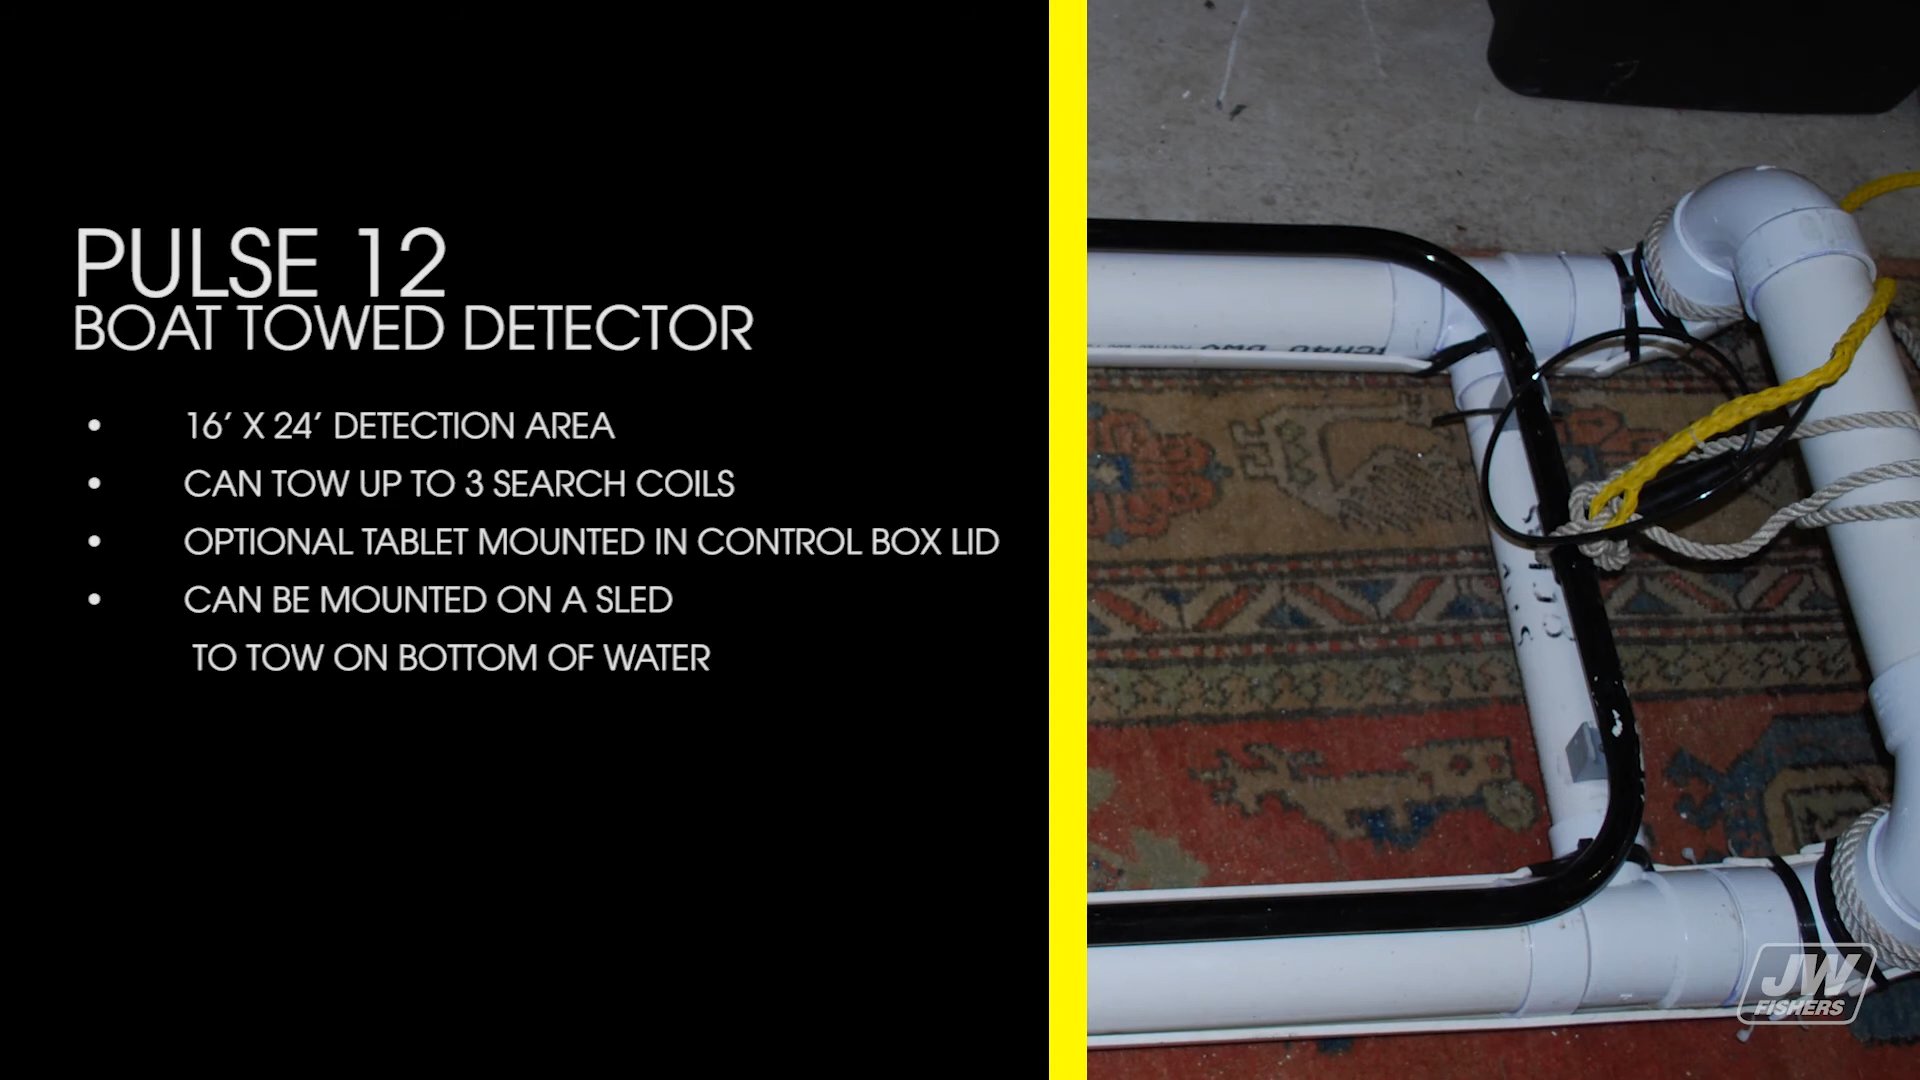 PULSE 12
BOAT TOWED DETECTOR
• 16’ X 24’ DETECTION AREA
• CAN TOW UP TO 3 SEARCH COILS
• OPTIONAL TABLET MOUNTED IN CONTROL BOX LID
• CAN BE MOUNTED ON A SLED
TO TOW ON BOTTOM OF WATER
JW
FISHERS